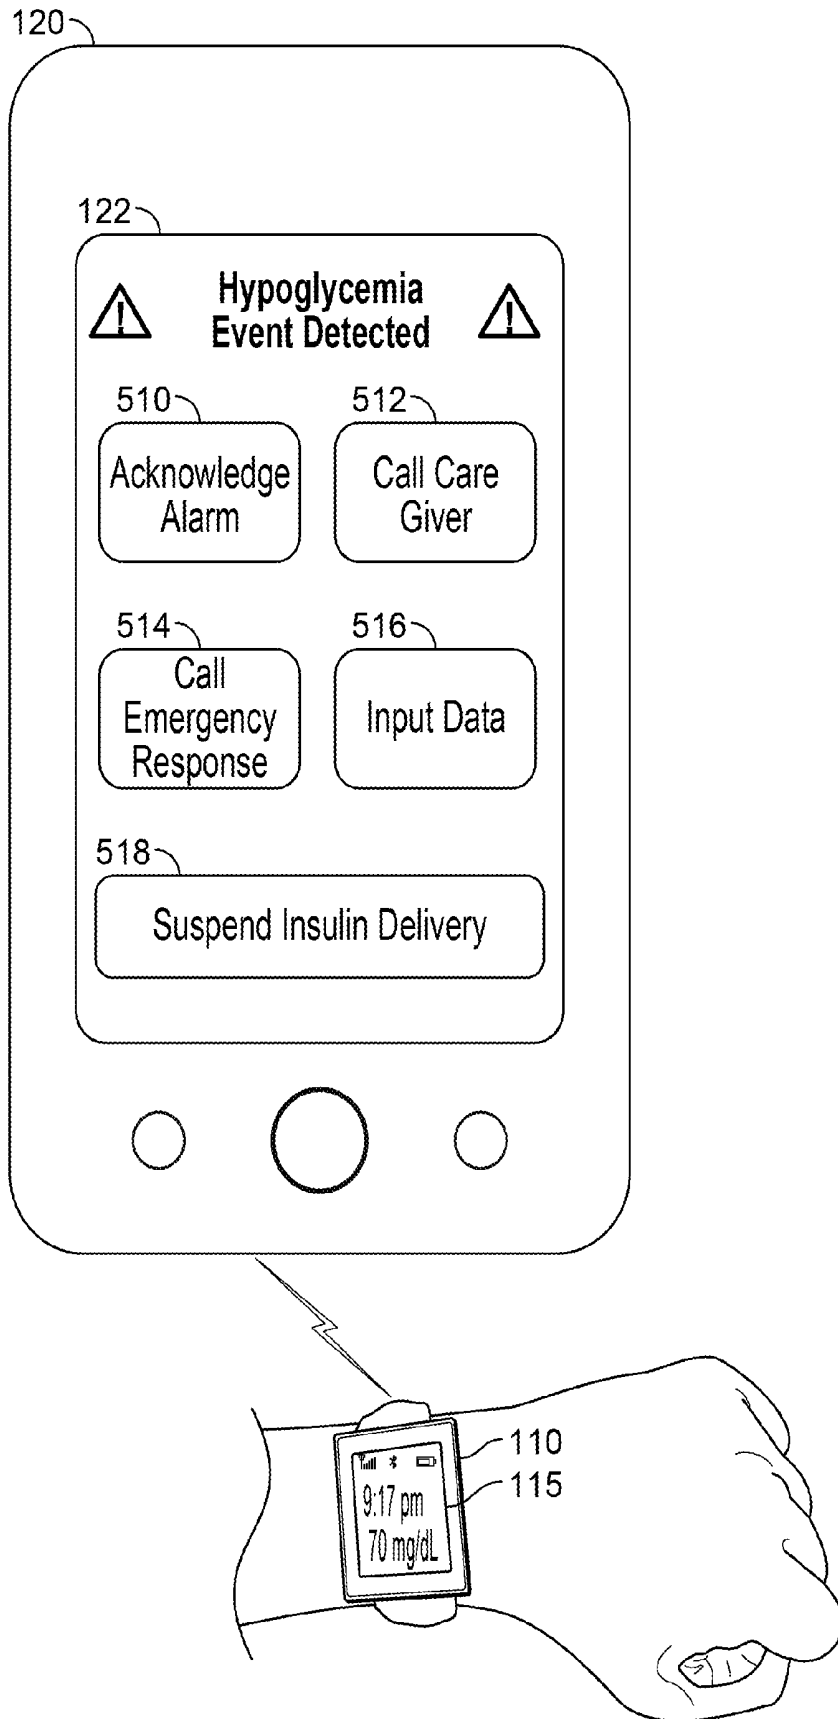 120
122
Hypoglycemia
Event Detected
510
512
Acknowledge
Alarm
Call Care
Giver
514
516
Call
Emergency
Response
Input Data
518
Suspend Insulin Delivery
110
115
9:17 pm
70 mg/dL